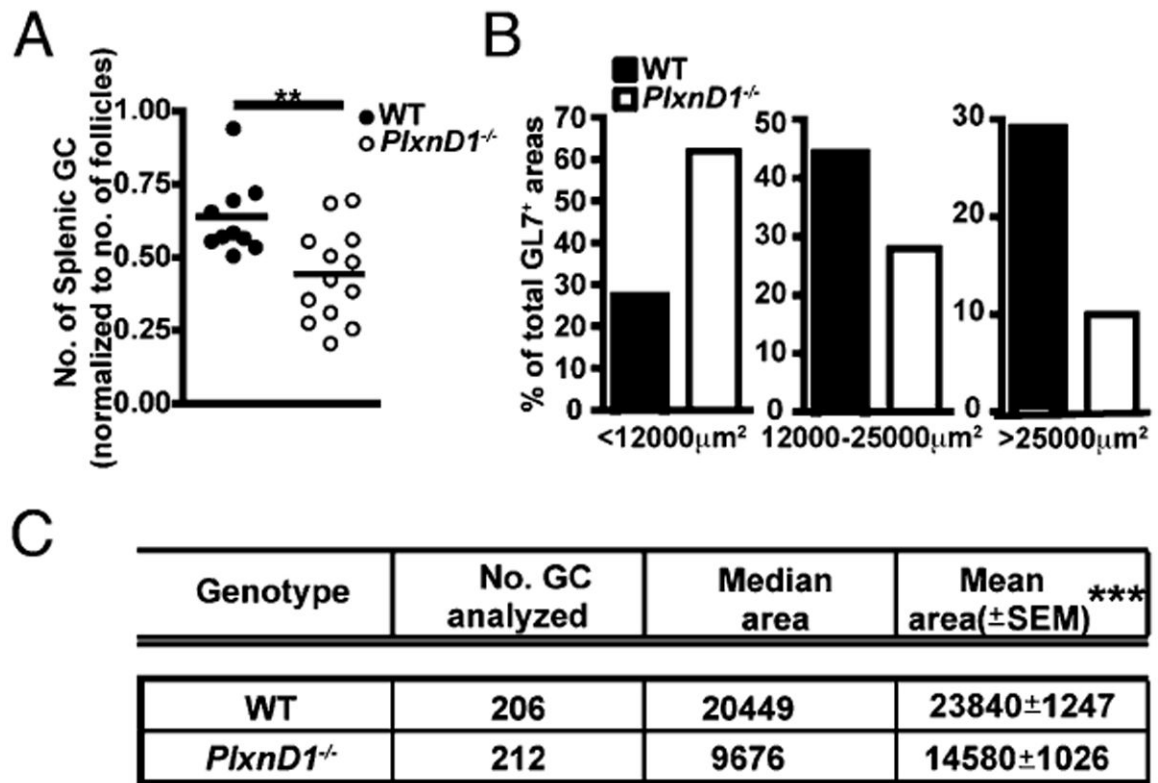 A
No. of Splenic GC
(normalized to no. of follicles)
1.00
0.75
0.50
0.25
0.00
**
WT
PlxnD1-/-
B
WT
PlxnD1-/-
% of total GL7+ areas
70
60
50
40
30
20
10
0
<12000μm²
50
40
30
20
10
0
12000-25000μm²
30
20
10
0
>25000μm²
C
Genotype
No. GC
analyzed
Median
area
Mean
area(±SEM)***
WT 206 20449 23840±1247
PlxnD1-/- 212 9676 14580±1026